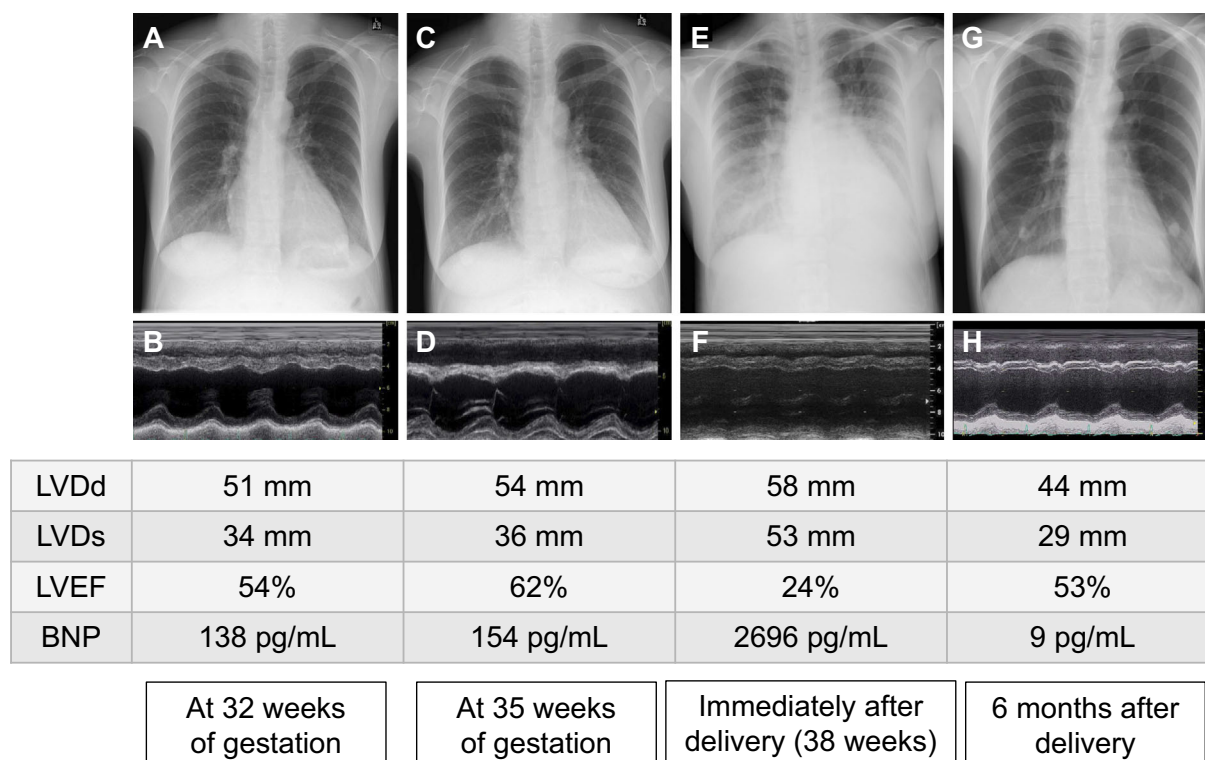 A
C
E
G
B
D
F
H
LVDd 51 mm 54 mm 58 mm 44 mm
LVDs 34 mm 36 mm 53 mm 29 mm
LVEF 54% 62% 24% 53%
BNP 138 pg/mL 154 pg/mL 2696 pg/mL 9 pg/mL
At 32 weeks
of gestation
At 35 weeks
of gestation
Immediately after
delivery (38 weeks)
6 months after
delivery